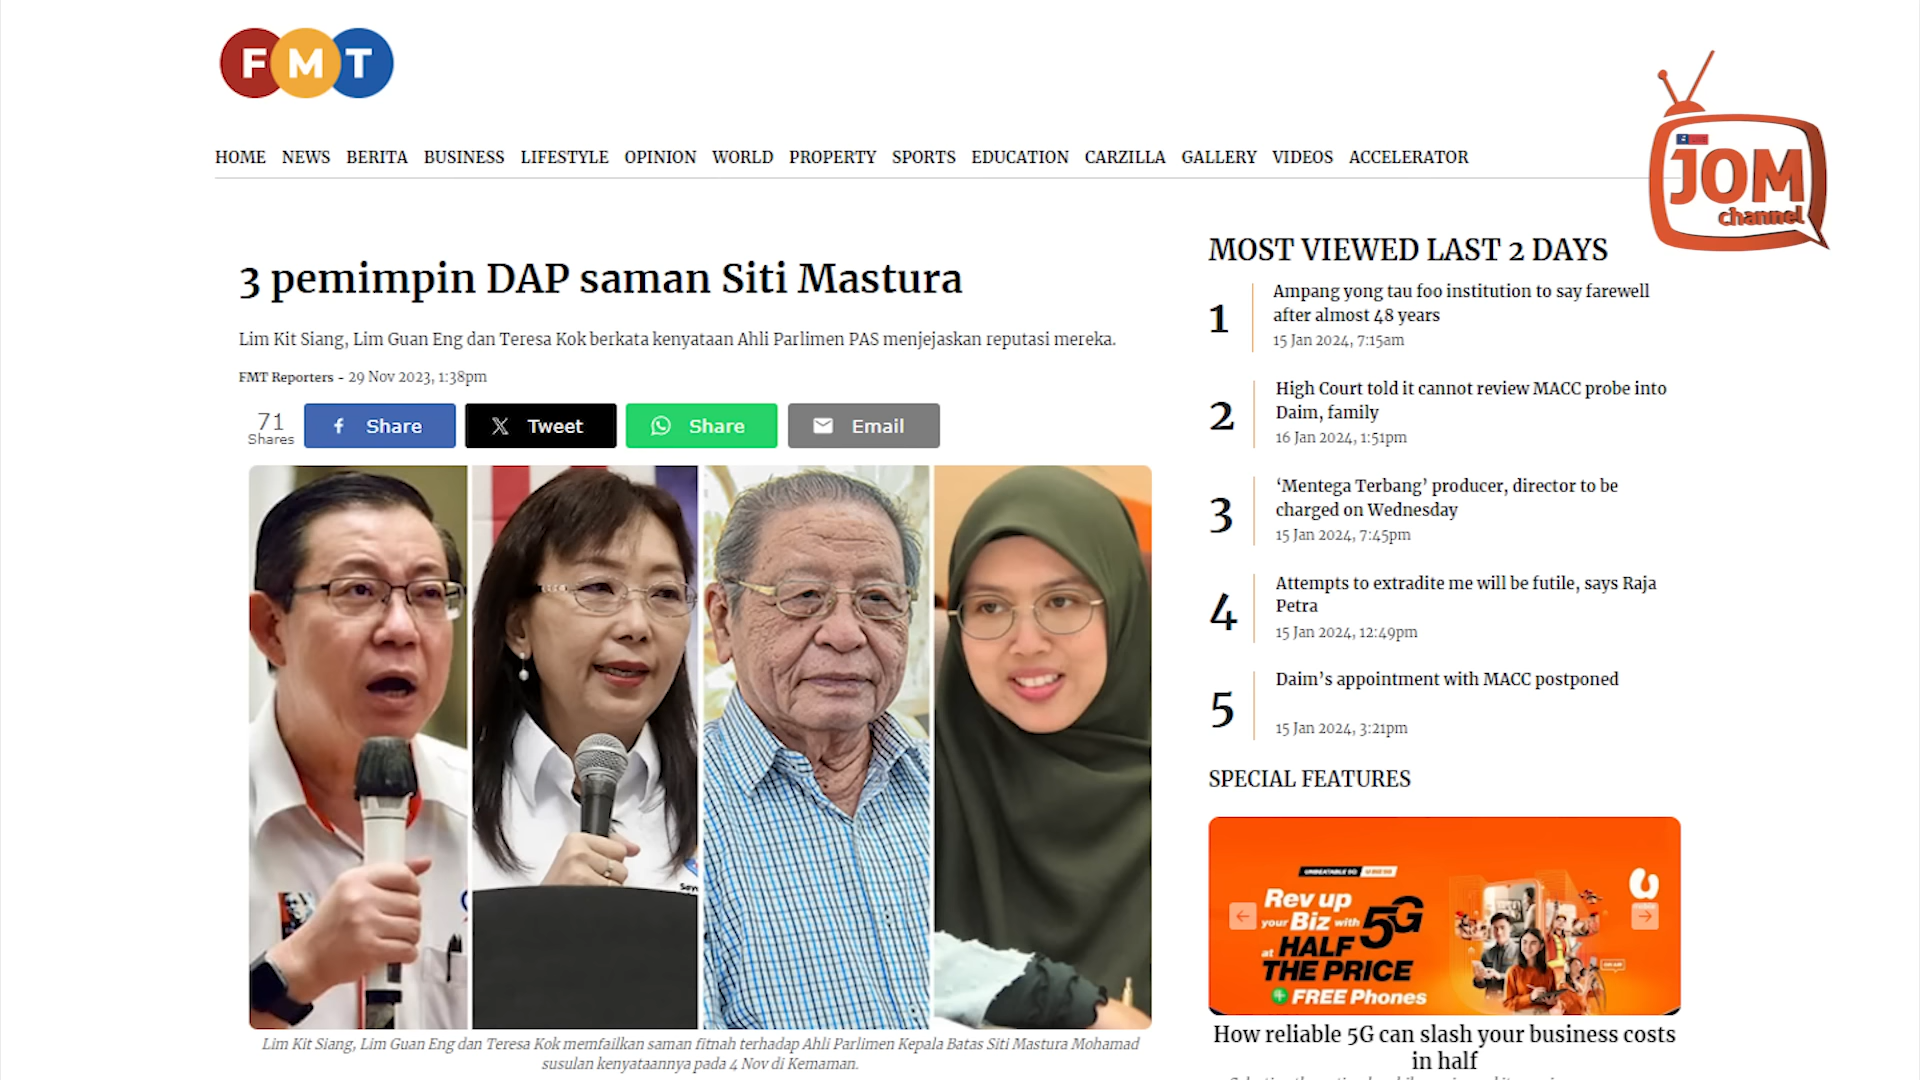 FMT
HOME NEWS BERITA BUSINESS LIFESTYLE OPINION WORLD PROPERTY SPORTS EDUCATION CARZILLA GALLERY VIDEOS ACCELERATOR
JOM
channel
3 pemimpin DAP saman Siti Mastura
Lim Kit Siang, Lim Guan Eng dan Teresa Kok berkata kenyataan Ahli Parlimen PAS menjejaskan reputasi mereka.
FMT Reporters - 29 Nov 2023, 1:38pm
71
Shares
Share
Tweet
Share
Email
Lim Kit Siang, Lim Guan Eng dan Teresa Kok memfailkan saman fitnah terhadap Ahli Parlimen Kepala Batas Siti Mastura Mohamad
susulan kenyataannya pada 4 Nov di Kemaman.
MOST VIEWED LAST 2 DAYS
1
Ampang yong tau foo institution to say farewell
after almost 48 years
15 Jan 2024, 7:15am
2
High Court told it cannot review MACC probe into
Daim, family
16 Jan 2024, 1:51pm
3
‘Mentega Terbang’ producer, director to be
charged on Wednesday
15 Jan 2024, 7:45pm
4
Attempts to extradite me will be futile, says Raja
Petra
15 Jan 2024, 12:49pm
5
Daim’s appointment with MACC postponed
15 Jan 2024, 3:21pm
SPECIAL FEATURES
UNBEATABLE 5G
Rev up
your Biz with 5G
at HALF
THE PRICE
+ FREE Phones
How reliable 5G can slash your business costs
in half